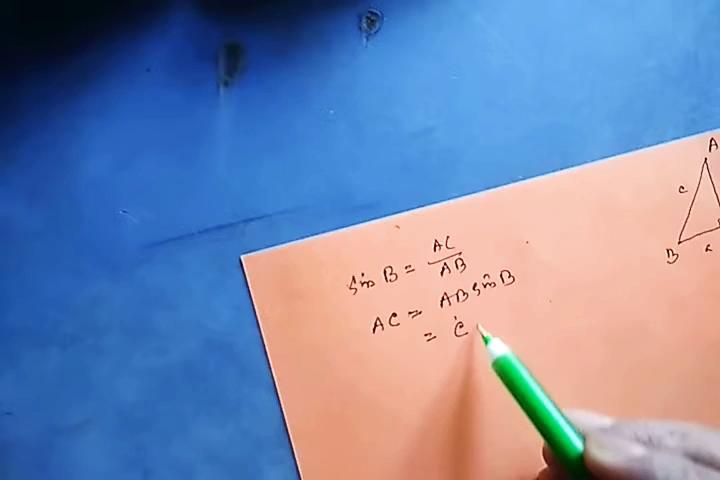 sin B = AC / AB
AC = AB sin B
= c
A
c
B
a